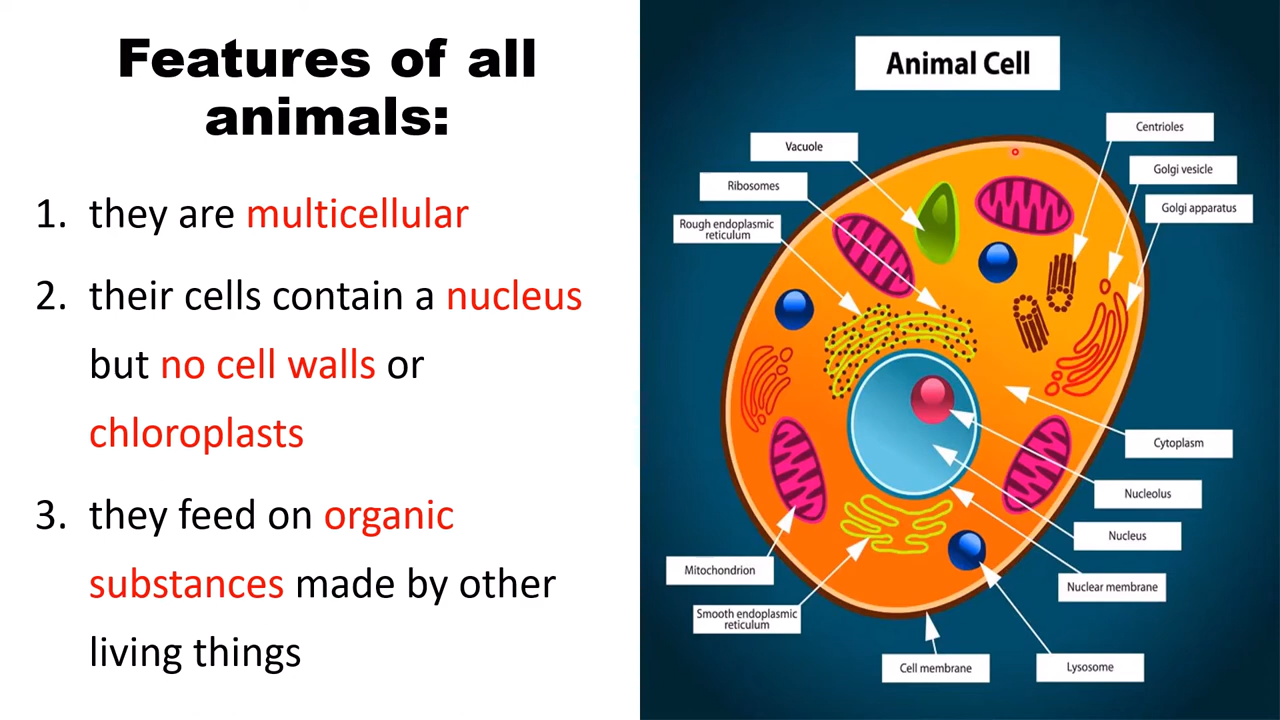 Features of all
animals:
1. they are multicellular
2. their cells contain a nucleus
but no cell walls or
chloroplasts
3. they feed on organic
substances made by other
living things
Animal Cell
Centrioles
Vacuole
Golgi vesicle
Ribosomes
Golgi apparatus
Rough endoplasmic
reticulum
Cytoplasm
Nucleolus
Nucleus
Mitochondrion
Nuclear membrane
Smooth endoplasmic
reticulum
Cell membrane
Lysosome